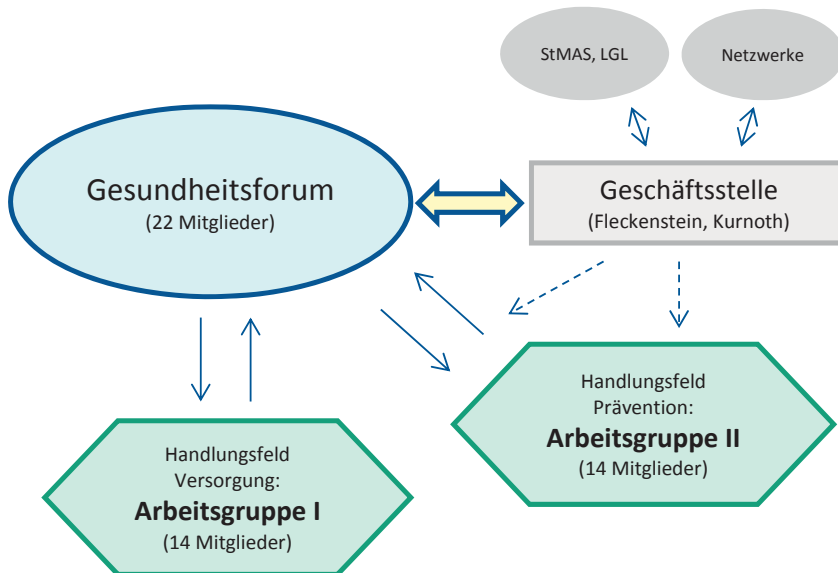 StMAS, LGL
Netzwerke
Gesundheitsforum
(22 Mitglieder)
Geschäftsstelle
(Fleckenstein, Kurnoth)
Handlungsfeld
Prävention:
Arbeitsgruppe II
(14 Mitglieder)
Handlungsfeld
Versorgung:
Arbeitsgruppe I
(14 Mitglieder)